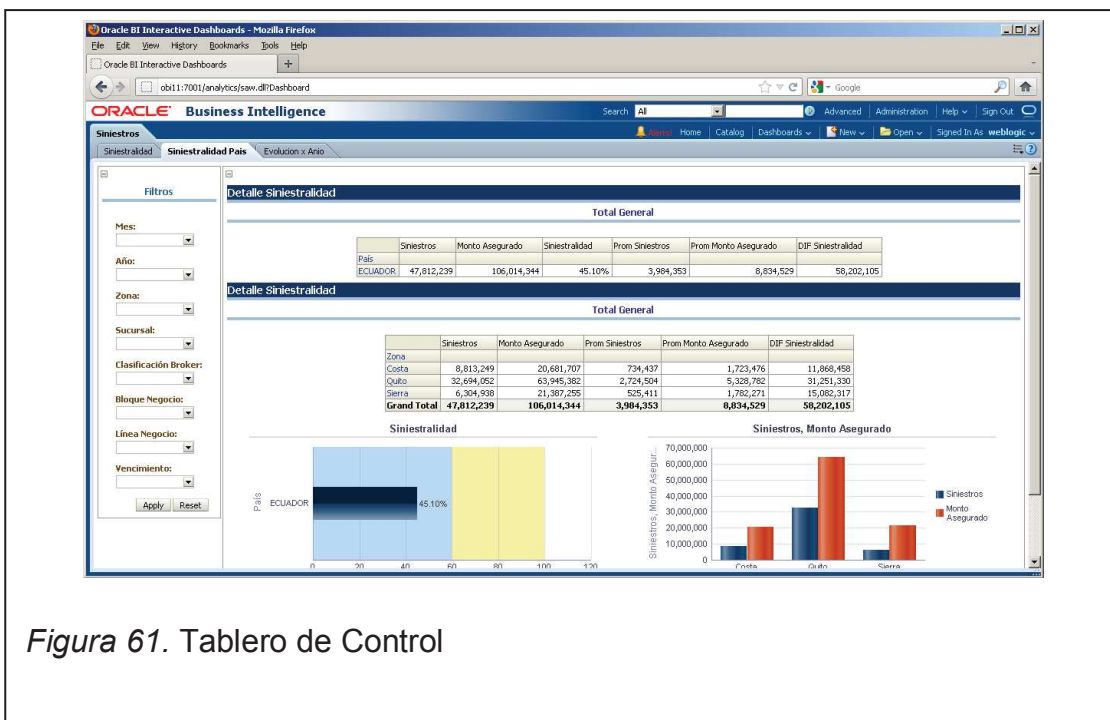 Oracle BI Interactive Dashboards - Mozilla Firefox
File Edit View History Bookmarks Tools Help
Oracle BI Interactive Dashboards +
obi11:7001/analytics/saw.dll?Dashboard Google
ORACLE Business Intelligence Search All Advanced Administration Help Sign Out
Siniestros Alerts! Home Catalog Dashboards New Open Signed In As weblogic
Siniestralidad Siniestralidad Pais Evolucion x Anio
Filtros
Mes:
Año:
Zona:
Sucursal:
Clasificación Broker:
Bloque Negocio:
Línea Negocio:
Vencimiento:
Apply Reset
Detalle Siniestralidad
Total General
Siniestros Monto Asegurado Siniestralidad Prom Siniestros Prom Monto Asegurado DIF Siniestralidad
País
ECUADOR 47,812,239 106,014,344 45.10% 3,984,353 8,834,529 58,202,105
Detalle Siniestralidad
Total General
Siniestros Monto Asegurado Prom Siniestros Prom Monto Asegurado DIF Siniestralidad
Zona
Costa 8,813,249 20,681,707 734,437 1,723,476 11,868,458
Quito 32,694,052 63,945,382 2,724,504 5,328,782 31,251,330
Sierra 6,304,938 21,387,255 525,411 1,782,271 15,082,317
Grand Total 47,812,239 106,014,344 3,984,353 8,834,529 58,202,105
Siniestralidad
País
ECUADOR
45.10%
0 20 40 60 80 100 120
Siniestros, Monto Asegurado
Siniestros, Monto Asegur...
70,000,000
60,000,000
50,000,000
40,000,000
30,000,000
20,000,000
10,000,000
0
Costa Quito Sierra
Siniestros
Monto
Asegurado
Figura 61. Tablero de Control